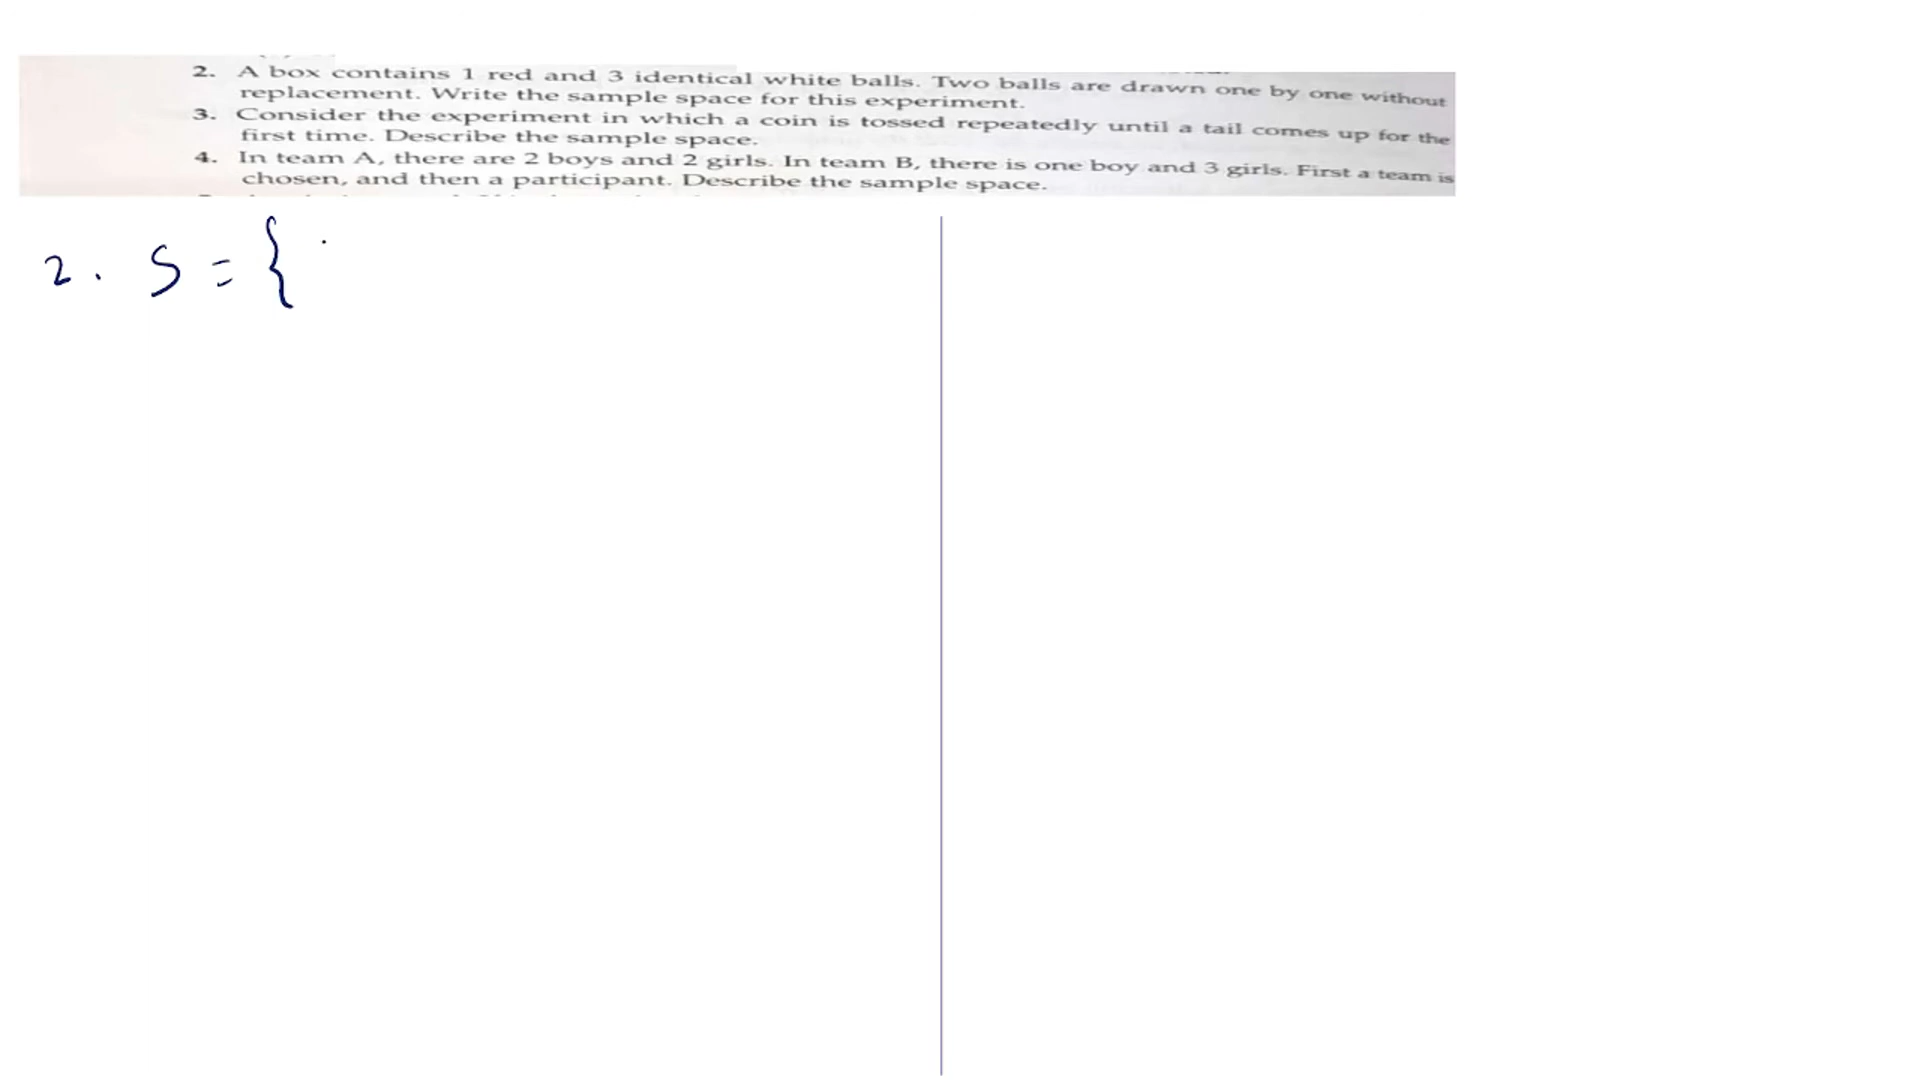 2. A box contains 1 red and 3 identical white balls. Two balls are drawn one by one without
replacement. Write the sample space for this experiment.
3. Consider the experiment in which a coin is tossed repeatedly until a tail comes up for the
first time. Describe the sample space.
4. In team A, there are 2 boys and 2 girls. In team B, there is one boy and 3 girls. First a team is
chosen, and then a participant. Describe the sample space.
2. S = {